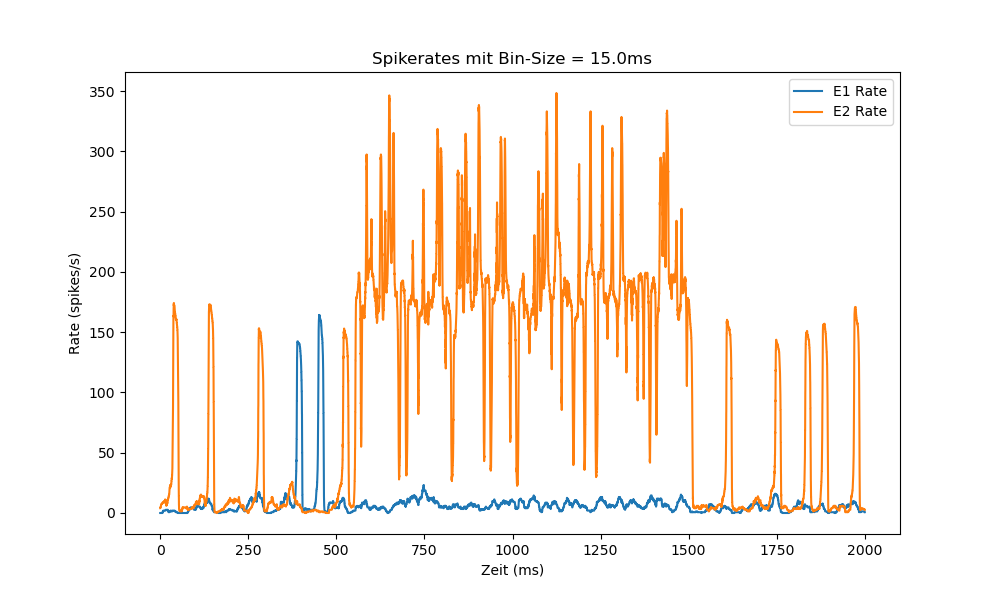 Spikerates mit Bin-Size = 15.0ms
E1 Rate
E2 Rate
350
300
250
200
150
100
50
0
Rate (spikes/s)
0 250 500 750 1000 1250 1500 1750 2000
Zeit (ms)